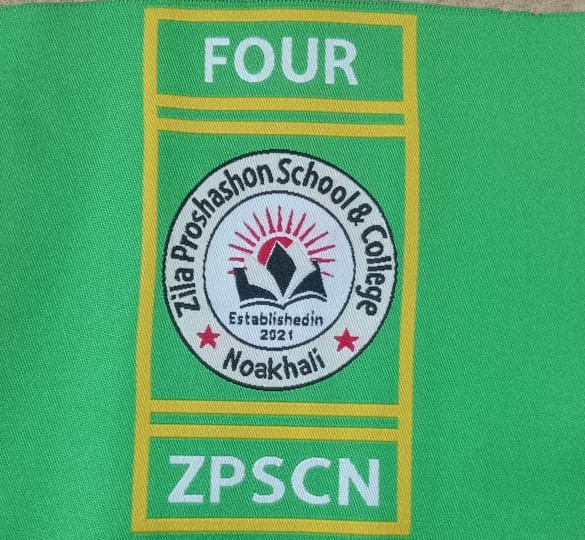 FOUR
Zila Proshashon School & College
Establishedin
2021
Noakhali
ZPSCN